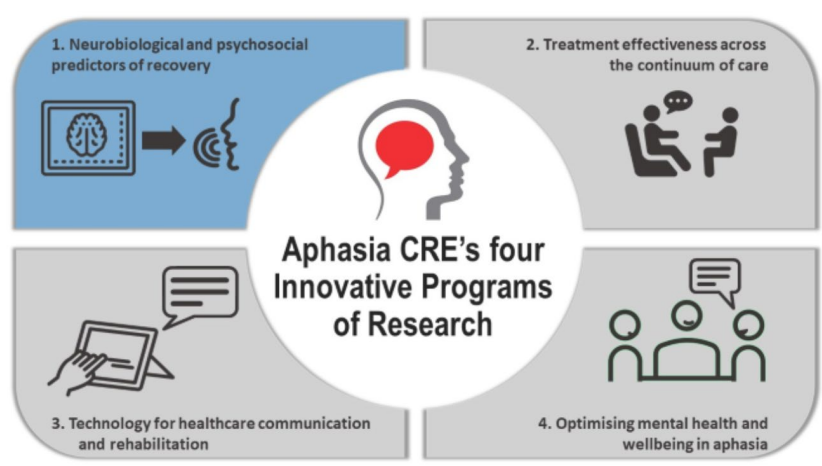 1. Neurobiological and psychosocial
predictors of recovery
2. Treatment effectiveness across
the continuum of care
Aphasia CRE's four
Innovative Programs
of Research
3. Technology for healthcare communication
and rehabilitation
4. Optimising mental health and
wellbeing in aphasia